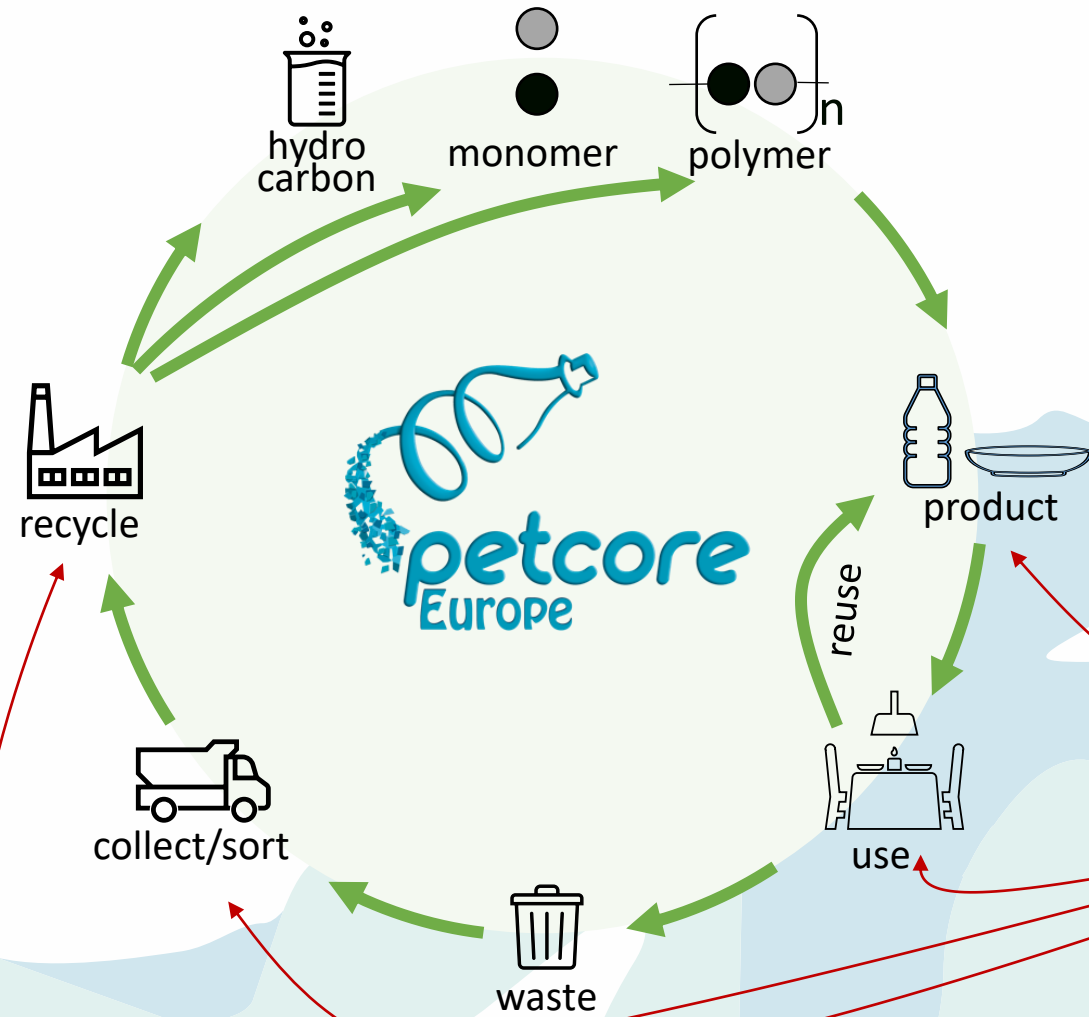 hydro
carbon
monomer
n
polymer
recycle
product
petcore
Europe
reuse
collect/sort
use
waste